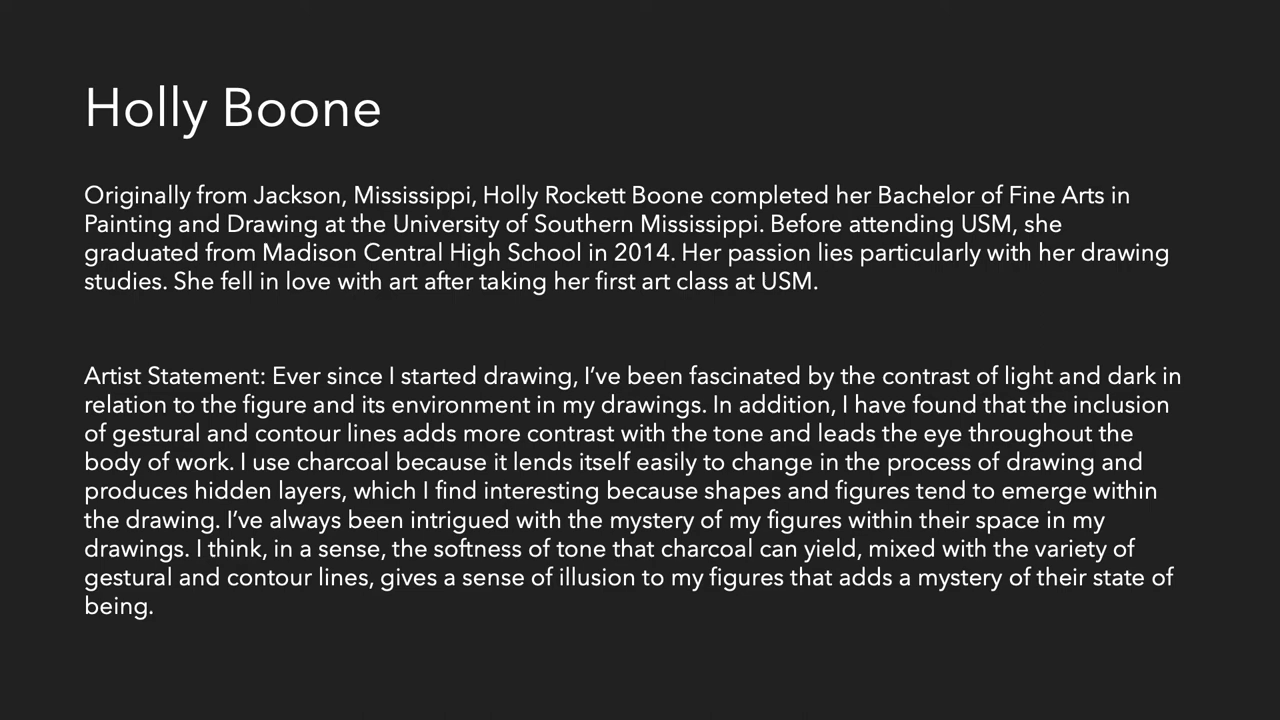 Holly Boone
Originally from Jackson, Mississippi, Holly Rockett Boone completed her Bachelor of Fine Arts in
Painting and Drawing at the University of Southern Mississippi. Before attending USM, she
graduated from Madison Central High School in 2014. Her passion lies particularly with her drawing
studies. She fell in love with art after taking her first art class at USM.
Artist Statement: Ever since I started drawing, I’ve been fascinated by the contrast of light and dark in
relation to the figure and its environment in my drawings. In addition, I have found that the inclusion
of gestural and contour lines adds more contrast with the tone and leads the eye throughout the
body of work. I use charcoal because it lends itself easily to change in the process of drawing and
produces hidden layers, which I find interesting because shapes and figures tend to emerge within
the drawing. I’ve always been intrigued with the mystery of my figures within their space in my
drawings. I think, in a sense, the softness of tone that charcoal can yield, mixed with the variety of
gestural and contour lines, gives a sense of illusion to my figures that adds a mystery of their state of
being.